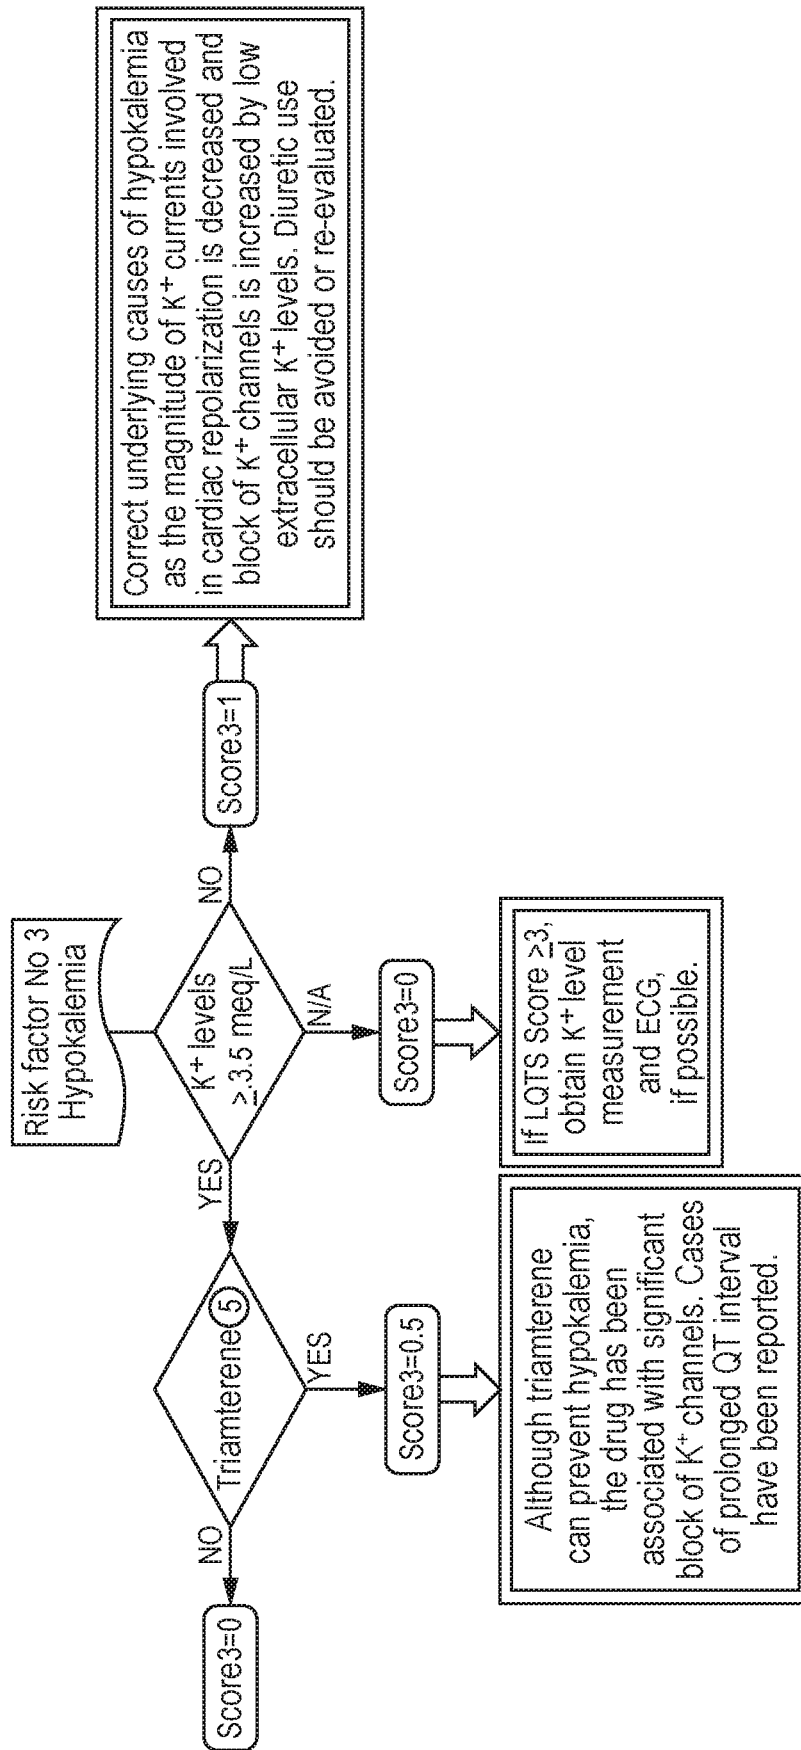 Risk factor No 3
Hypokalemia
K⁺ levels
≥3.5 meq/L
YES
NO
N/A
Triamterene 5
NO
YES
Score3=0
Score3=0.5
Score3=0
Score3=1
Although triamterene
can prevent hypokalemia,
the drug has been
associated with significant
block of K⁺ channels. Cases
of prolonged QT interval
have been reported.
If LQTS Score ≥3,
obtain K⁺ level
measurement
and ECG,
if possible.
Correct underlying causes of hypokalemia
as the magnitude of K⁺ currents involved
in cardiac repolarization is decreased and
block of K⁺ channels is increased by low
extracellular K⁺ levels. Diuretic use
should be avoided or re-evaluated.